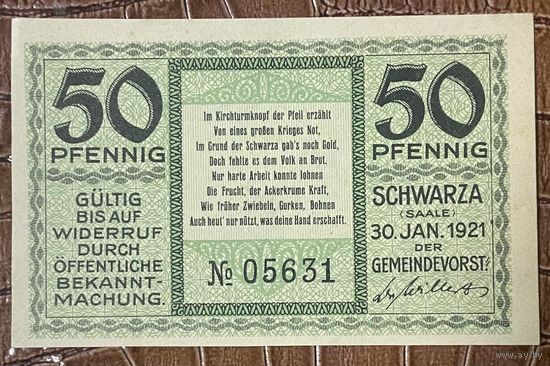 50
PFENNIG
GÜLTIG
BIS AUF
WIDERRUF
DURCH
ÖFFENTLICHE
BEKANNT-
MACHUNG.
Im Kirchturmknopf der Pfeil erzählt
Von eines großen Krieges Not,
Im Grund der Schwarza gab's noch Gold,
Doch fehlte es dem Volk an Brot.
Nur harte Arbeit konnte lohnen
Die Frucht, der Ackerkrume Kraft,
Wie früher Zwiebeln, Gurken, Bohnen
Auch heut' nur nützt, was deine Hand erschafft.
№ 05631
50
PFENNIG
SCHWARZA
(SAALE)
30. JAN. 1921
DER
GEMEINDEVORST:
www.ay.by